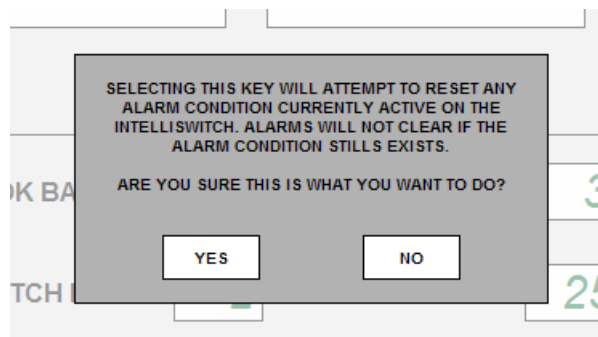 SELECTING THIS KEY WILL ATTEMPT TO RESET ANY
ALARM CONDITION CURRENTLY ACTIVE ON THE
INTELLISWITCH. ALARMS WILL NOT CLEAR IF THE
ALARM CONDITION STILLS EXISTS.
ARE YOU SURE THIS IS WHAT YOU WANT TO DO?
YES NO